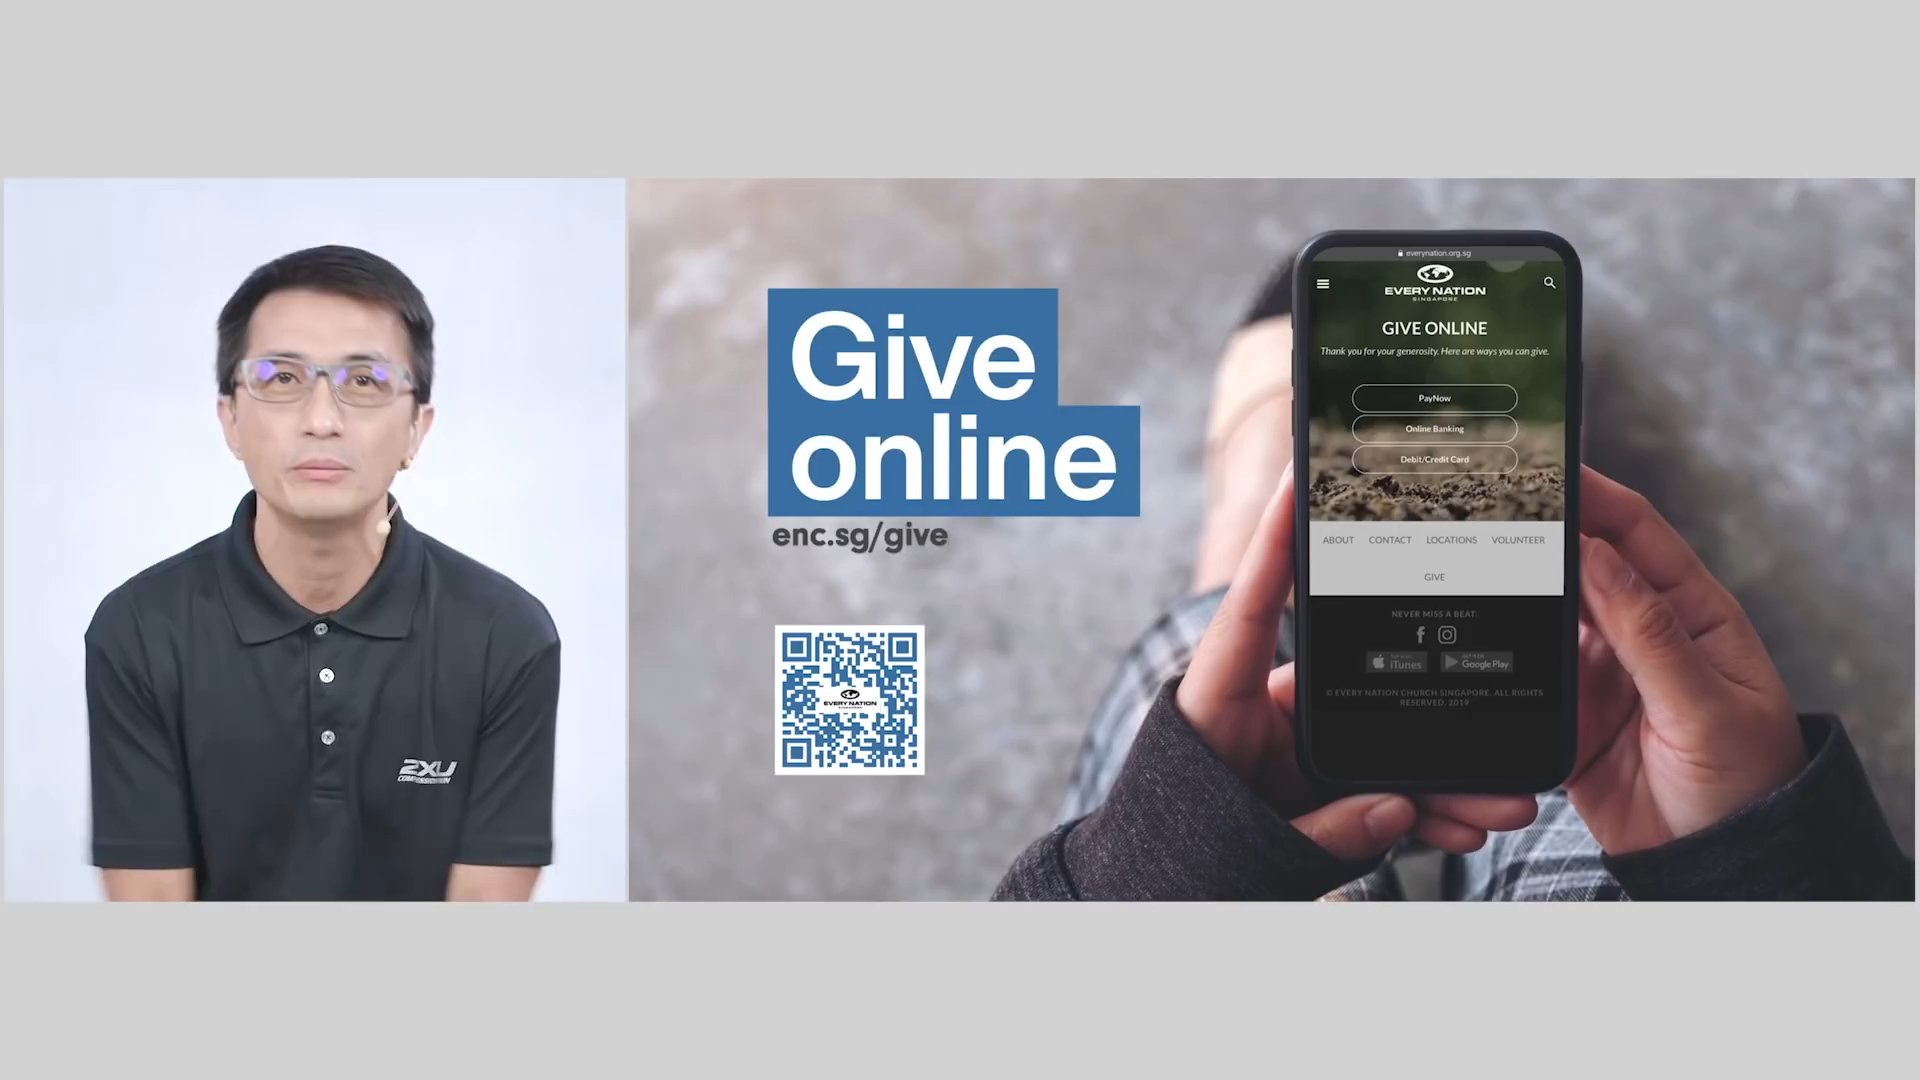 2XU
COMPRESSION
Give
online
enc.sg/give
EVERY NATION
SINGAPORE
everynation.org.sg
EVERY NATION
SINGAPORE
GIVE ONLINE
Thank you for your generosity. Here are ways you can give.
PayNow
Online Banking
Debit/Credit Card
ABOUT CONTACT LOCATIONS VOLUNTEER
GIVE
NEVER MISS A BEAT:
iTunes
Google Play
© EVERY NATION CHURCH SINGAPORE. ALL RIGHTS
RESERVED. 2019